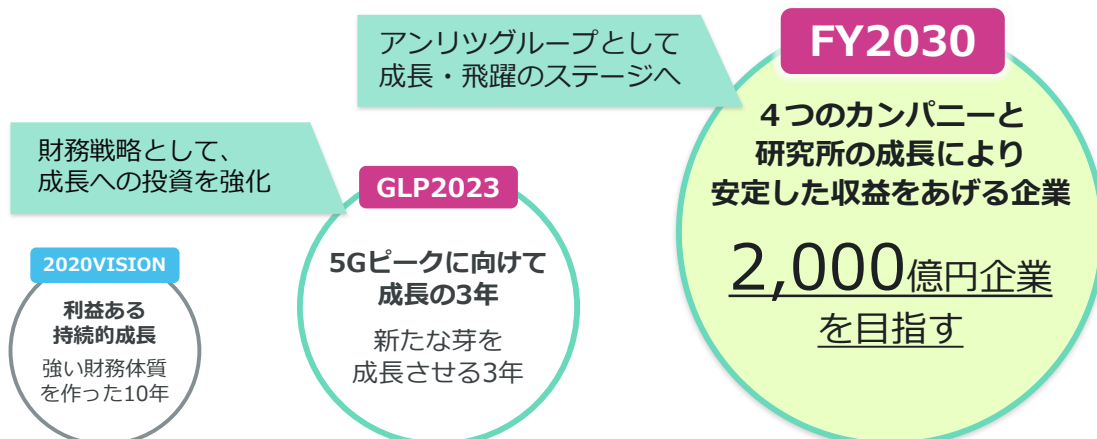 2020VISION
利益ある
持続的成長
強い財務体質
を作った10年
財務戦略として、
成長への投資を強化
GLP2023
5Gピークに向けて
成長の3年
新たな芽を
成長させる3年
アンリツグループとして
成長・飛躍のステージへ
FY2030
４つのカンパニーと
研究所の成長により
安定した収益をあげる企業
2,000億円企業
を目指す